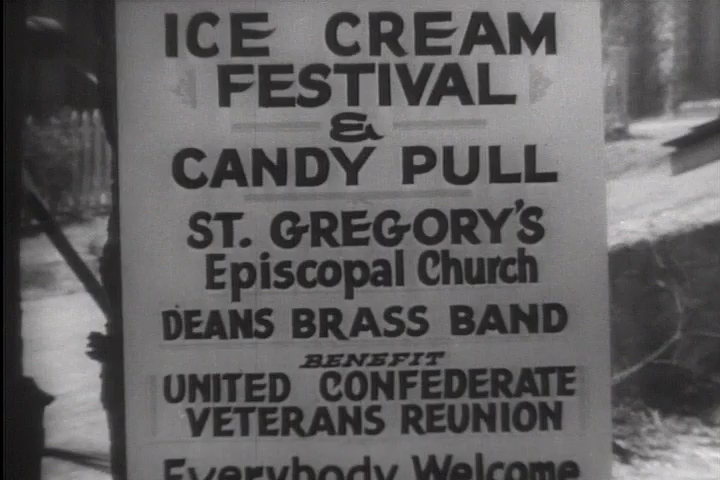 ICE CREAM
FESTIVAL
&
CANDY PULL
ST. GREGORY'S
Episcopal Church
DEANS BRASS BAND
BENEFIT
UNITED CONFEDERATE
VETERANS REUNION
Everybody Welcome